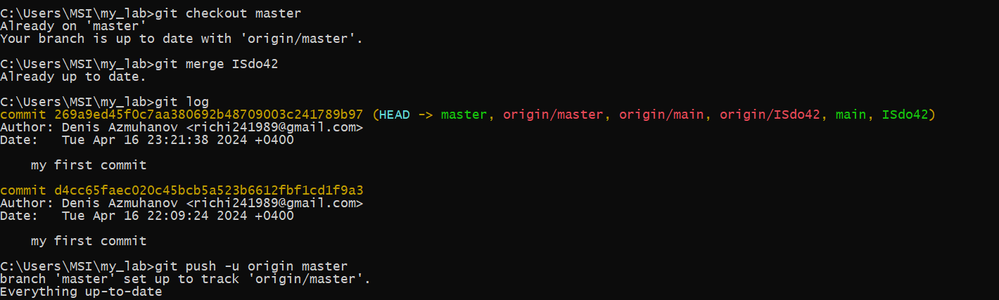 C:\Users\MSI\my_lab>git checkout master
Already on 'master'
Your branch is up to date with 'origin/master'.
C:\Users\MSI\my_lab>git merge ISdo42
Already up to date.
C:\Users\MSI\my_lab>git log
commit 269a9ed45f0c7aa380692b48709003c241789b97 (HEAD -> master, origin/master, origin/main, origin/ISdo42, main, ISdo42)
Author: Denis Azmuhanov <richi241989@gmail.com>
Date:   Tue Apr 16 23:21:38 2024 +0400
    my first commit
commit d4cc65faec020c45bcb5a523b6612fbf1cd1f9a3
Author: Denis Azmuhanov <richi241989@gmail.com>
Date:   Tue Apr 16 22:09:24 2024 +0400
    my first commit
C:\Users\MSI\my_lab>git push -u origin master
branch 'master' set up to track 'origin/master'.
Everything up-to-date